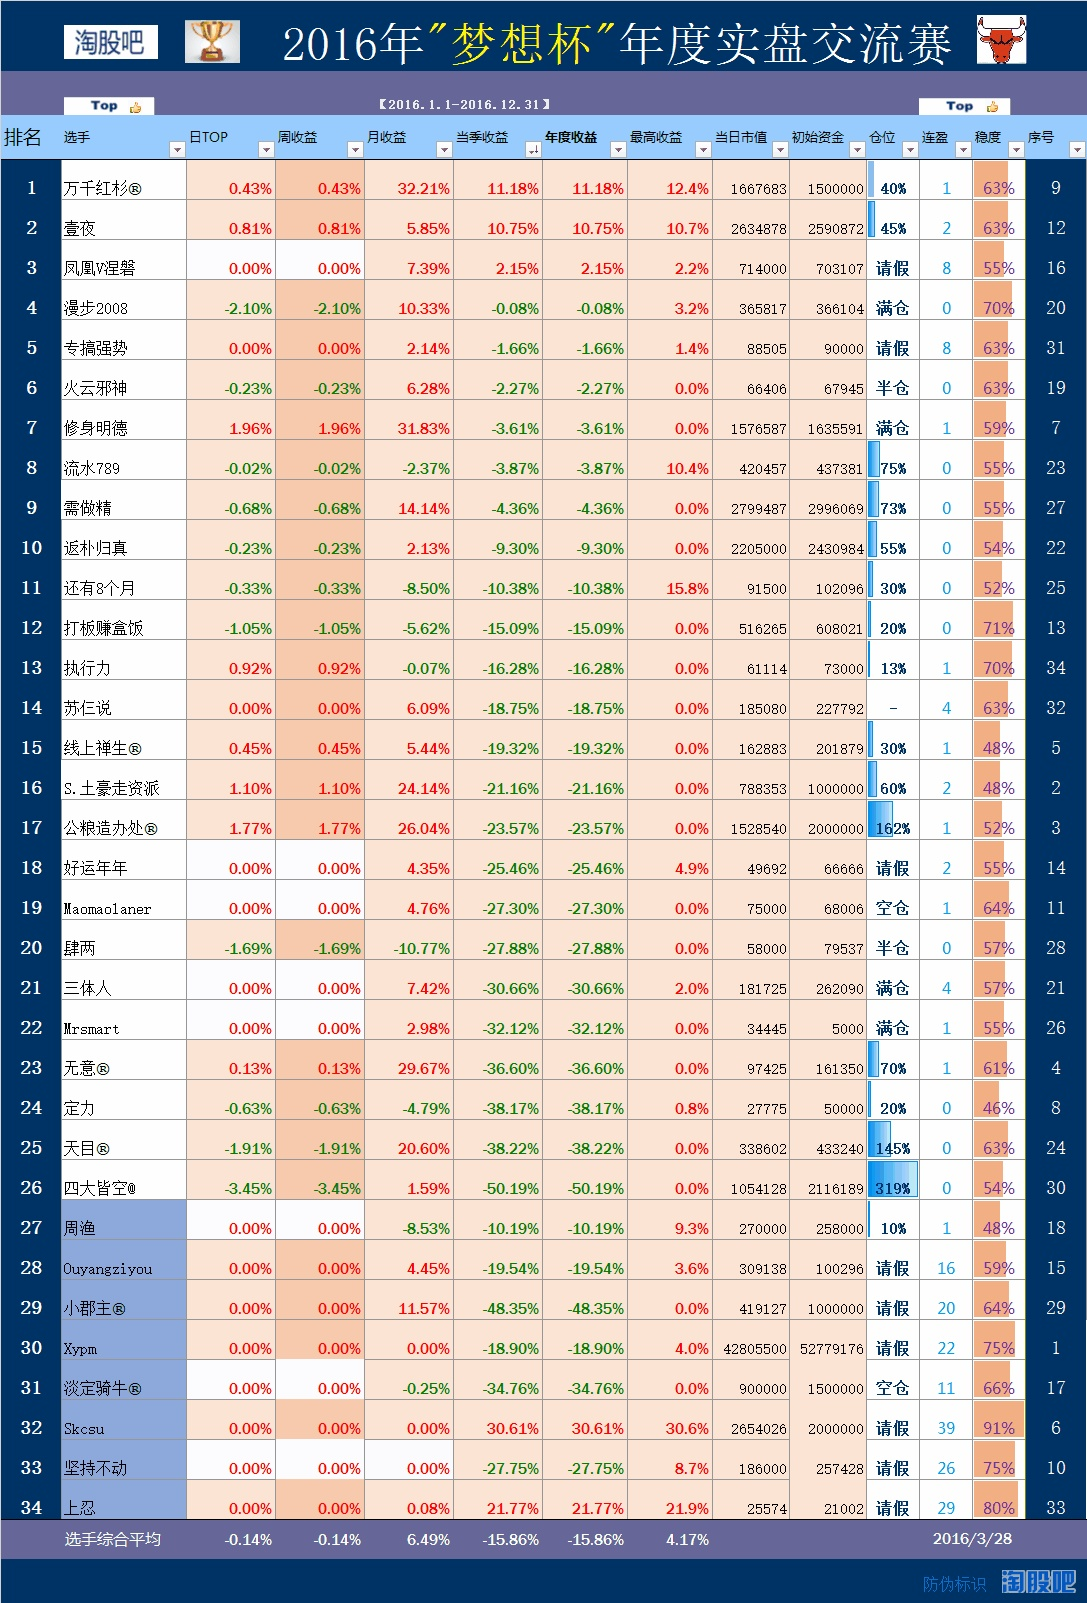 淘股吧 2016年"梦想杯"年度实盘交流赛
Top 【2016.1.1-2016.12.31】 Top
排名 选手 日TOP 周收益 月收益 当季收益 年度收益 最高收益 当日市值 初始资金 仓位 连盈 稳度 序号
1 万千红杉® 0.43% 0.43% 32.21% 11.18% 11.18% 12.4% 1667683 1500000 40% 1 63% 9
2 壹夜 0.81% 0.81% 5.85% 10.75% 10.75% 10.7% 2634878 2590872 45% 2 63% 12
3 凤凰V涅磐 0.00% 0.00% 7.39% 2.15% 2.15% 2.2% 714000 703107 请假 8 55% 16
4 漫步2008 -2.10% -2.10% 10.33% -0.08% -0.08% 3.2% 365817 366104 满仓 0 70% 20
5 专搞强势 0.00% 0.00% 2.14% -1.66% -1.66% 1.4% 88505 90000 请假 8 63% 31
6 火云邪神 -0.23% -0.23% 6.28% -2.27% -2.27% 0.0% 66406 67945 半仓 0 63% 19
7 修身明德 1.96% 1.96% 31.83% -3.61% -3.61% 0.0% 1576587 1635591 满仓 1 59% 7
8 流水789 -0.02% -0.02% -2.37% -3.87% -3.87% 10.4% 420457 437381 75% 0 55% 23
9 需做精 -0.68% -0.68% 14.14% -4.36% -4.36% 0.0% 2799487 2996069 73% 0 55% 27
10 返朴归真 -0.23% -0.23% 2.13% -9.30% -9.30% 0.0% 2205000 2430984 55% 0 54% 22
11 还有8个月 -0.33% -0.33% -8.50% -10.38% -10.38% 15.8% 91500 102096 30% 0 52% 25
12 打板赚盒饭 -1.05% -1.05% -5.62% -15.09% -15.09% 0.0% 516265 608021 20% 0 71% 13
13 执行力 0.92% 0.92% -0.07% -16.28% -16.28% 0.0% 61114 73000 13% 1 70% 34
14 苏仨说 0.00% 0.00% 6.09% -18.75% -18.75% 0.0% 185080 227792 - 4 63% 32
15 线上禅生® 0.45% 0.45% 5.44% -19.32% -19.32% 0.0% 162883 201879 30% 1 48% 5
16 S.土豪走资派 1.10% 1.10% 24.14% -21.16% -21.16% 0.0% 788353 1000000 60% 2 48% 2
17 公粮造办处® 1.77% 1.77% 26.04% -23.57% -23.57% 0.0% 1528540 2000000 162% 1 52% 3
18 好运年年 0.00% 0.00% 4.35% -25.46% -25.46% 4.9% 49692 66666 请假 2 55% 14
19 Maomaolaner 0.00% 0.00% 4.76% -27.30% -27.30% 0.0% 75000 68006 空仓 1 64% 11
20 肆两 -1.69% -1.69% -10.77% -27.88% -27.88% 0.0% 58000 79537 半仓 0 57% 28
21 三体人 0.00% 0.00% 7.42% -30.66% -30.66% 2.0% 181725 262090 满仓 4 57% 21
22 Mrsmart 0.00% 0.00% 2.98% -32.12% -32.12% 0.0% 34445 5000 满仓 1 55% 26
23 无意® 0.13% 0.13% 29.67% -36.60% -36.60% 0.0% 97425 161350 70% 1 61% 4
24 定力 -0.63% -0.63% -4.79% -38.17% -38.17% 0.8% 27775 50000 20% 0 46% 8
25 天目® -1.91% -1.91% 20.60% -38.22% -38.22% 0.0% 338602 433240 145% 0 63% 24
26 四大皆空@ -3.45% -3.45% 1.59% -50.19% -50.19% 0.0% 1054128 2116189 319% 0 54% 30
27 周渔 0.00% 0.00% -8.53% -10.19% -10.19% 9.3% 270000 258000 10% 1 48% 18
28 Ouyangziyou 0.00% 0.00% 4.45% -19.54% -19.54% 3.6% 309138 100296 请假 16 59% 15
29 小郡主® 0.00% 0.00% 11.57% -48.35% -48.35% 0.0% 419127 1000000 请假 20 64% 29
30 Xypm 0.00% 0.00% 0.00% -18.90% -18.90% 4.0% 42805500 52779176 请假 22 75% 1
31 淡定骑牛® 0.00% 0.00% -0.25% -34.76% -34.76% 0.0% 900000 1500000 空仓 11 66% 17
32 Skcsu 0.00% 0.00% 0.00% 30.61% 30.61% 30.6% 2654026 2000000 请假 39 91% 6
33 坚持不动 0.00% 0.00% 0.00% -27.75% -27.75% 8.7% 186000 257428 请假 26 75% 10
34 上忍 0.00% 0.00% 0.08% 21.77% 21.77% 21.9% 25574 21002 请假 29 80% 33
选手综合平均 -0.14% -0.14% 6.49% -15.86% -15.86% 4.17% 2016/3/28
防伪标识 淘股吧